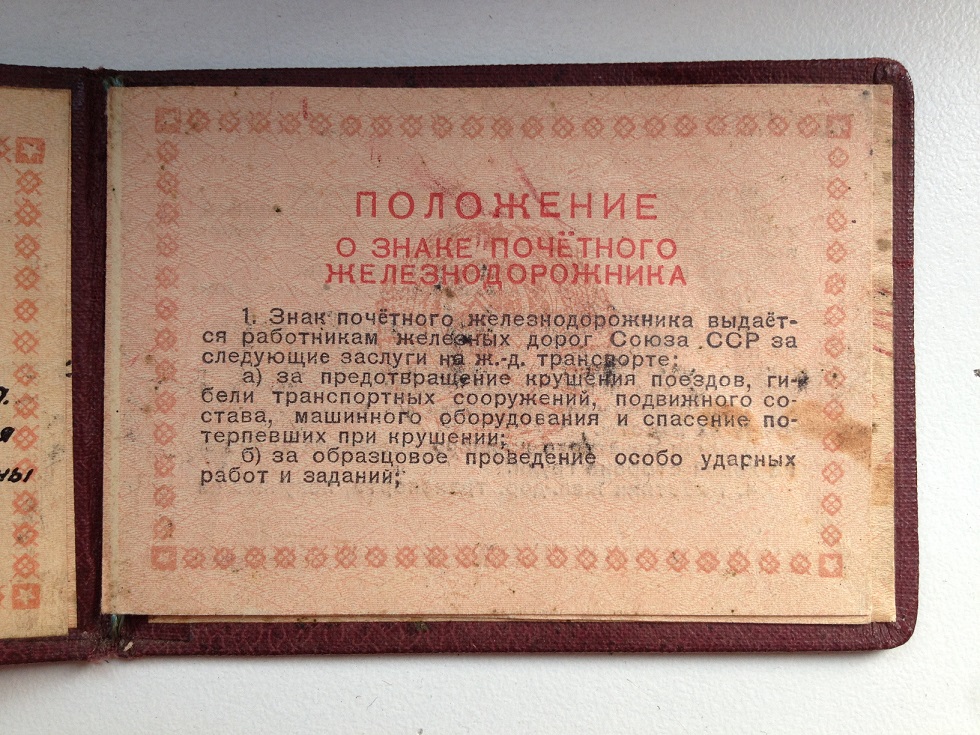 ня
ны
ПОЛОЖЕНИЕ
О ЗНАКЕ ПОЧЁТНОГО
ЖЕЛЕЗНОДОРОЖНИКА
1. Знак почётного железнодорожника выдаёт-
ся работникам железных дорог Союза ССР за
следующие заслуги на ж.-д. транспорте:
а) за предотвращение крушения поездов, ги-
бели транспортных сооружений, подвижного со-
става, машинного оборудования и спасение по-
терпевших при крушении;
б) за образцовое проведение особо ударных
работ и заданий;